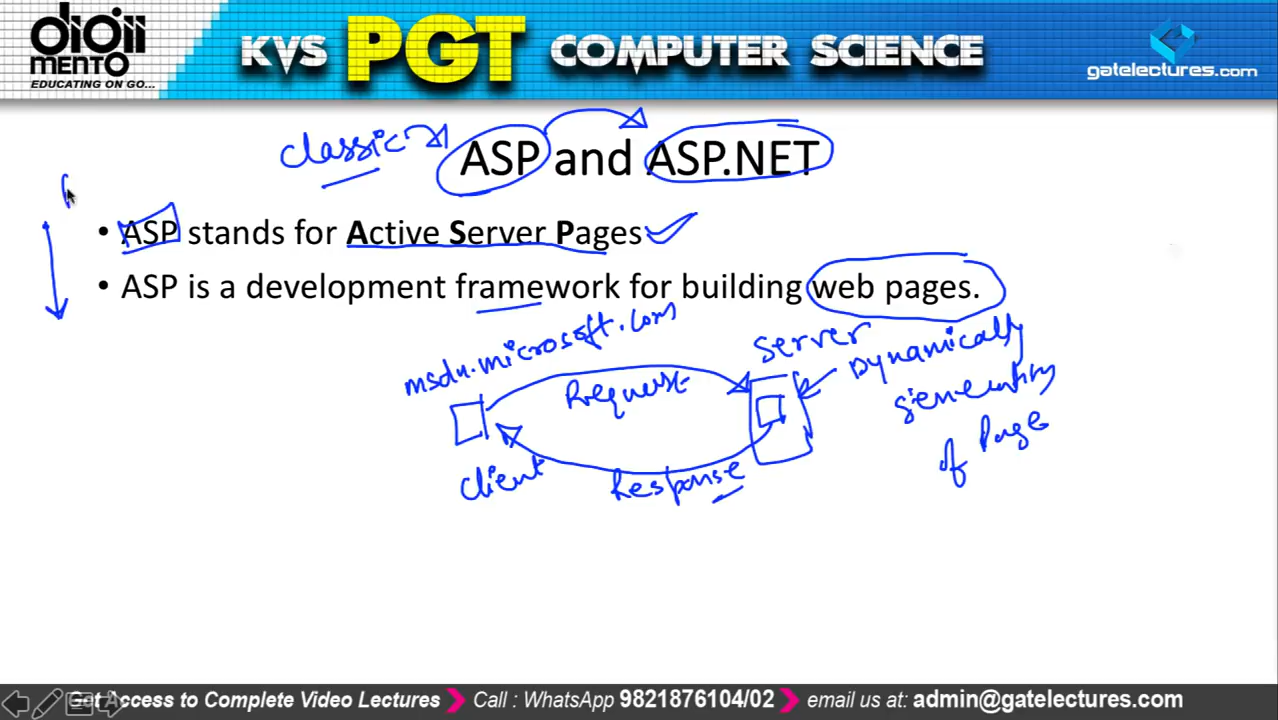 digii
MENTO
EDUCATING ON GO...
KVS PGT COMPUTER SCIENCE
gatelectures.com
classic
ASP and ASP.NET
• ASP stands for Active Server Pages
• ASP is a development framework for building web pages.
msdn.microsoft.com
Server
Dynamically
Generating
of Page
Request
client
Response
Get Access to Complete Video Lectures
Call : WhatsApp 9821876104/02
email us at: admin@gatelectures.com